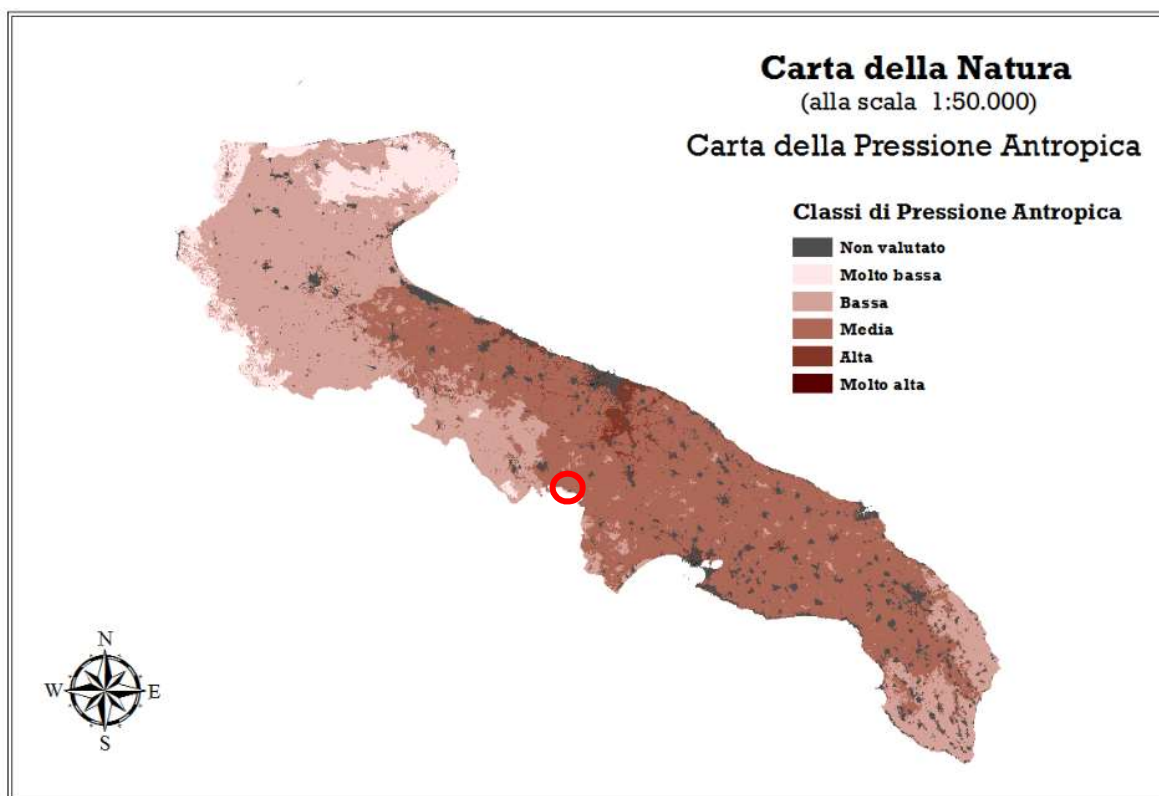 Carta della Natura
(alla scala 1:50.000)
Carta della Pressione Antropica
Classi di Pressione Antropica
Non valutato
Molto bassa
Bassa
Media
Alta
Molto alta
N
W E
S